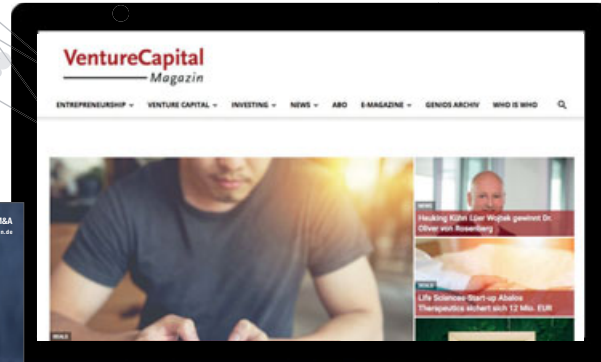 VentureCapital
Magazin
ENTREPRENEURSHIP VENTURE CAPITAL INVESTING NEWS ABO E-MAGAZINE GENIOS ARCHIV WHO IS WHO
M&A
n.de
NEWS
Heuking Kühn Lüer Wojtek gewinnt Dr.
Oliver von Rosenberg
DEALS
Life Sciences-Start-up Abalos
Therapeutics sichert sich 12 Mio. EUR
DEALS